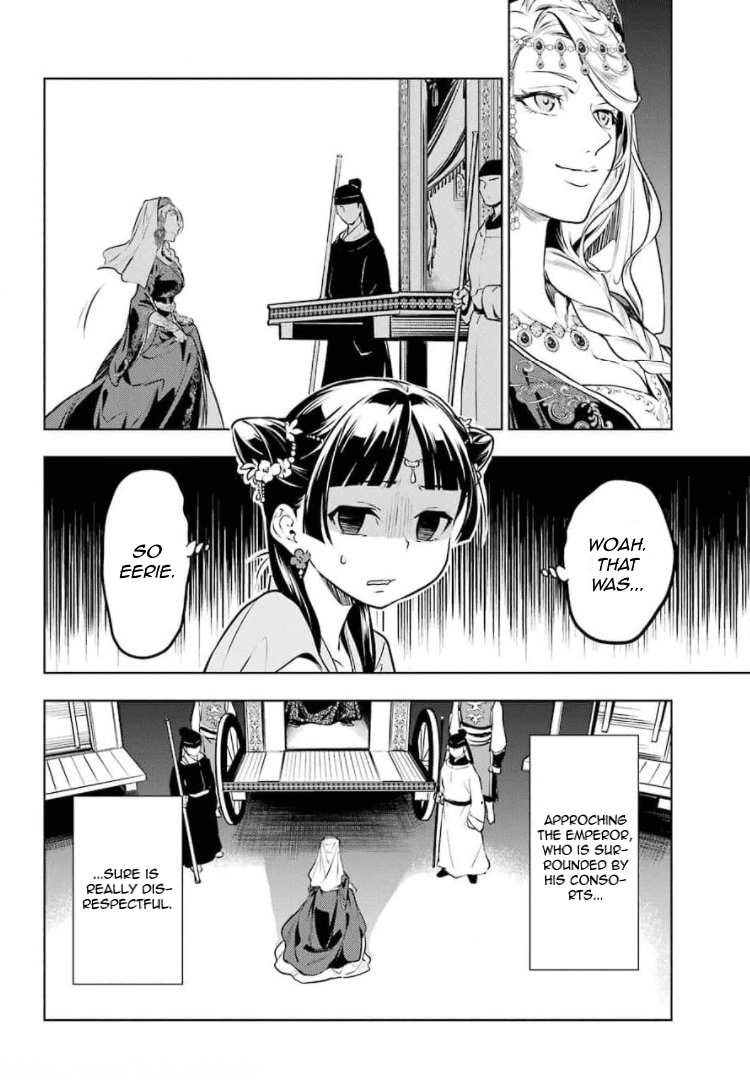 WOAH.
THAT
WAS...
SO
EERIE.
APPROCHING
THE EMPEROR,
WHO IS SUR-
ROUNDED BY
HIS CONSO-
RTS...
...SURE IS
REALLY DIS-
RESPECTFUL.